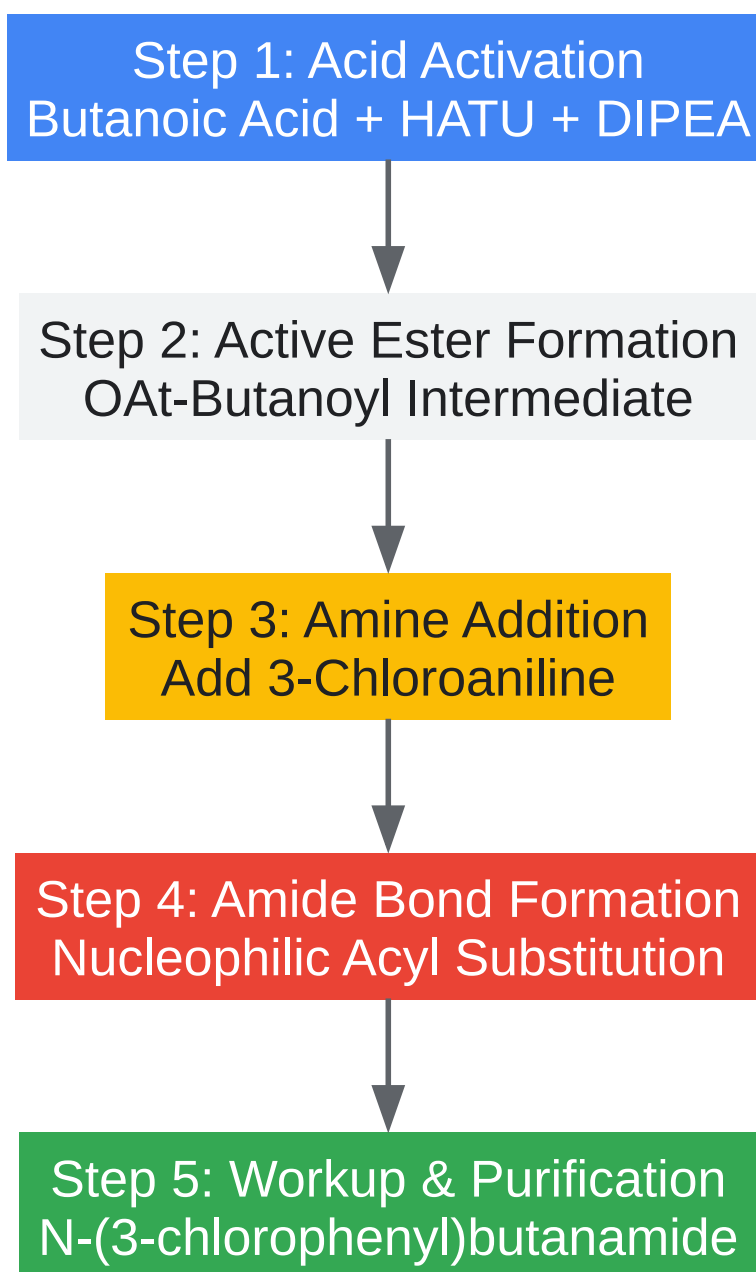 Step 1: Acid Activation
Butanoic Acid + HATU + DIPEA
Step 2: Active Ester Formation
OAt-Butanoyl Intermediate
Step 3: Amine Addition
Add 3-Chloroaniline
Step 4: Amide Bond Formation
Nucleophilic Acyl Substitution
Step 5: Workup & Purification
N-(3-chlorophenyl)butanamide